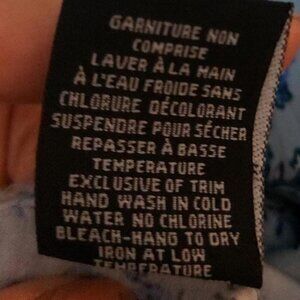 GARNITURE NON
COMPRISE
LAVER À LA MAIN
À L'EAU FROIDE SANS
CHLORURE DÉCOLORANT
SUSPENDRE POUR SÉCHER
REPASSER À BASSE
TEMPERATURE
EXCLUSIVE OF TRIM
HAND WASH IN COLD
WATER NO CHLORINE
BLEACH-HANG TO DRY
IRON AT LOW
TEMPERATURE